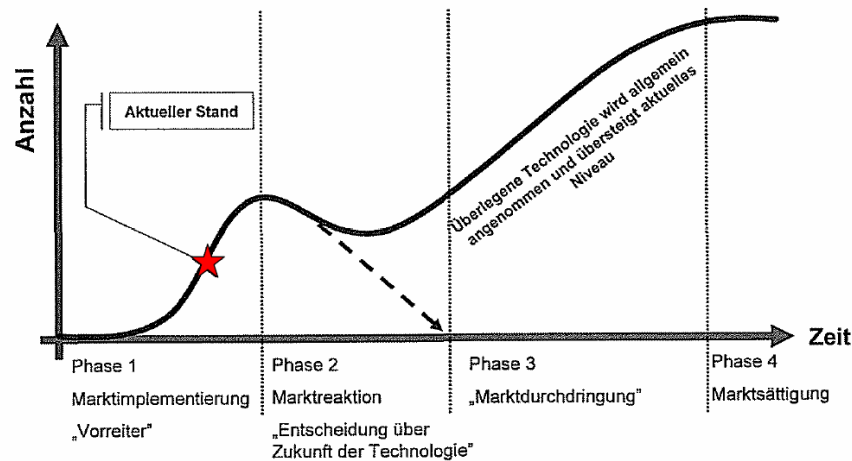 Anzahl
Aktueller Stand
Überlegene Technologie wird allgemein
angenommen und übersteigt aktuelles
Niveau
Zeit
Phase 1
Marktimplementierung
„Vorreiter”
Phase 2
Marktreaktion
„Entscheidung über
Zukunft der Technologie”
Phase 3
„Marktdurchdringung”
Phase 4
Marktsättigung